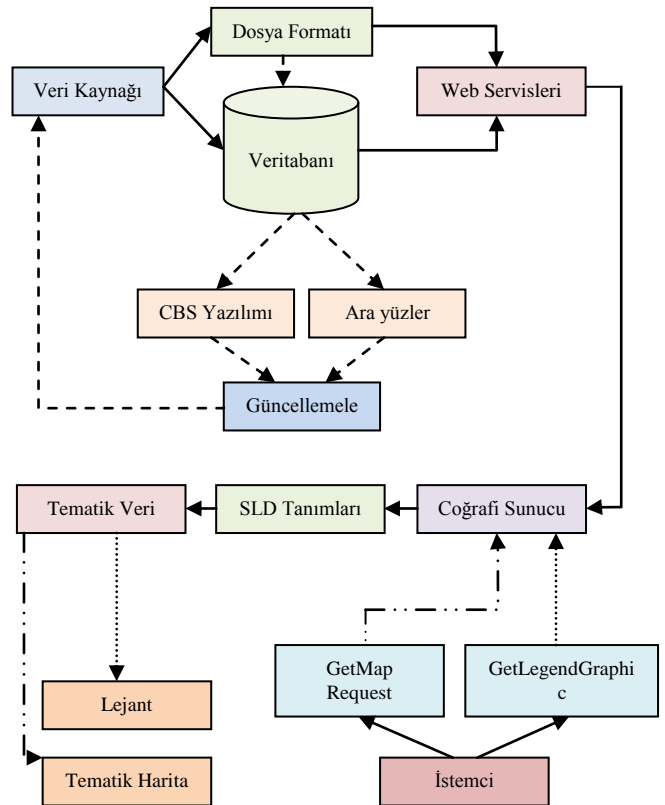 Dosya Formatı
Veri Kaynağı
Web Servisleri
Veritabanı
CBS Yazılımı
Ara yüzler
Güncellemele
Tematik Veri
SLD Tanımları
Coğrafi Sunucu
GetMap
Request
GetLegendGraphi
c
Lejant
Tematik Harita
İstemci